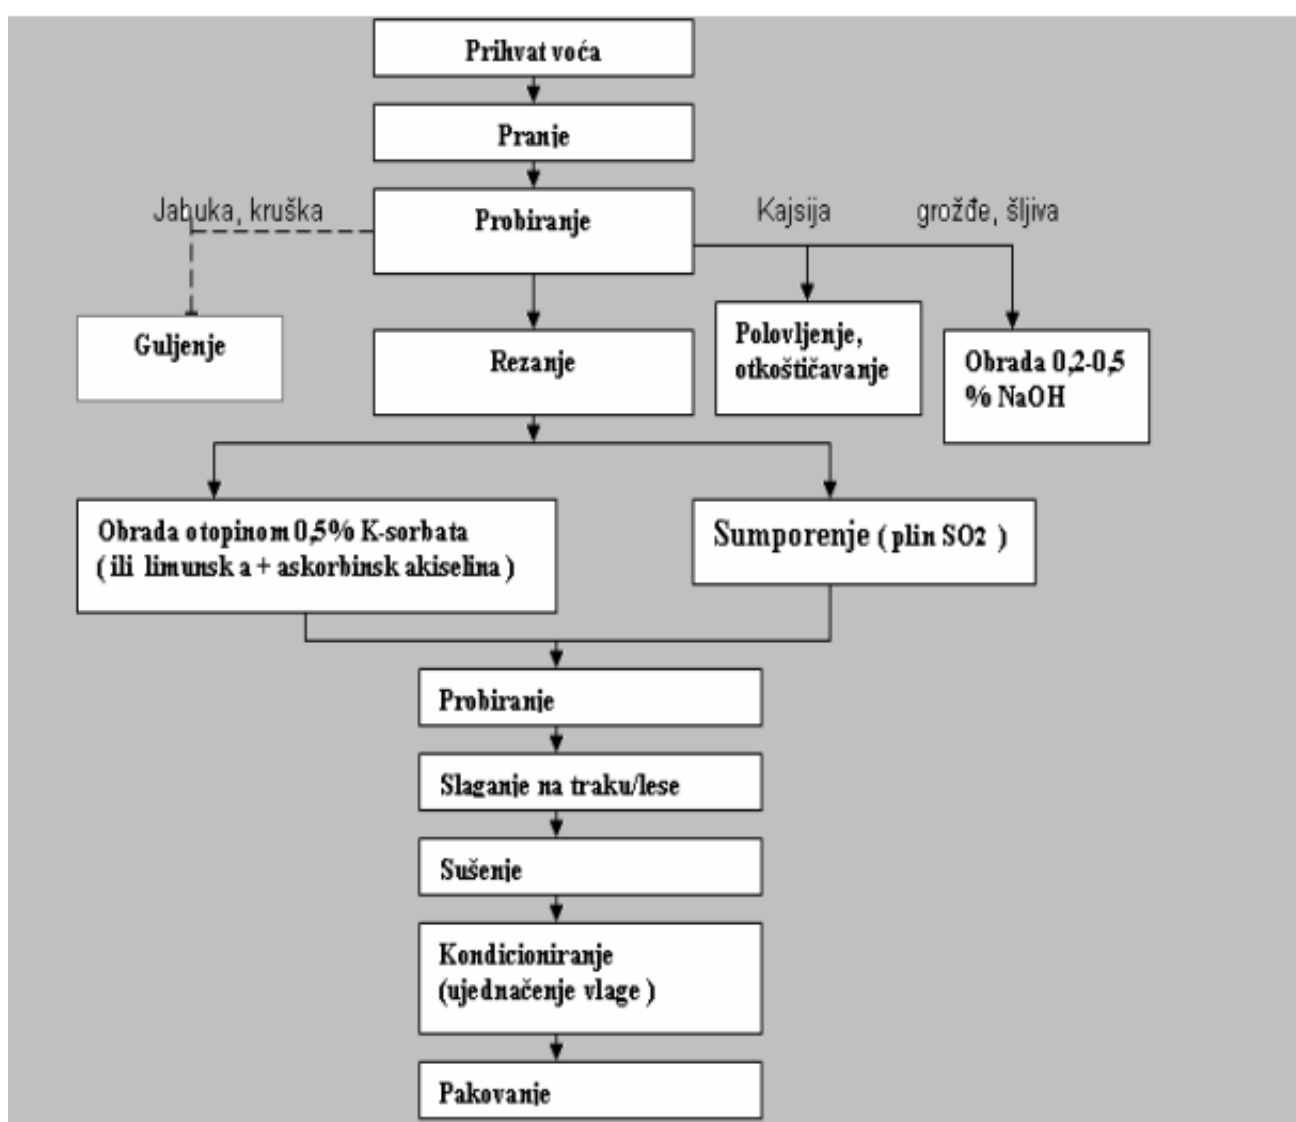 Prihvat voća
Pranje
Jabuka, kruška
Probiranje
Kajsija
grožđe, šljiva
Guljenje
Rezanje
Polovljenje,
otkoštičavanje
Obrada 0,2-0,5
% NaOH
Obrada otopinom 0,5% K-sorbata
( ili limunsk a + askorbinsk akiselina )
Sumporenje ( plin SO2 )
Probiranje
Slaganje na traku/lese
Sušenje
Kondicioniranje
(ujednačenje vlage )
Pakovanje